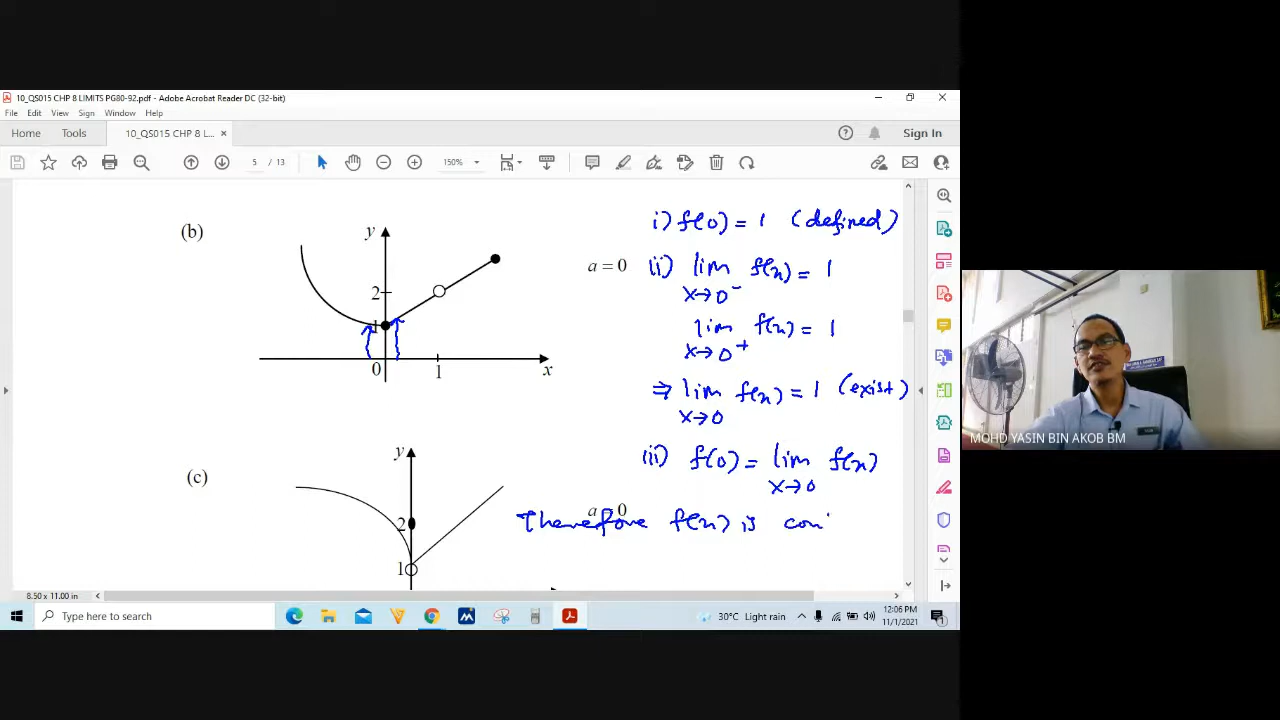 10_QS015 CHP 8 LIMITS PG80-92.pdf - Adobe Acrobat Reader DC (32-bit)
File Edit View Sign Window Help
Home Tools 10_QS015 CHP 8 L... × Sign In
5 / 13 150%
(b)
y
2
1
0
1
x
a = 0
i) f(0) = 1 (defined)
(ii) lim f(x) = 1
x→0⁻
lim f(x) = 1
x→0⁺
⇒ lim f(x) = 1 (exist)
x→0
(iii) f(0) = lim f(x)
x→0
Therefore f(x) is con
(c)
y
2
1
a = 0
MOHD YASIN BIN AKOB BM
8.50 x 11.00 in
Type here to search
30°C Light rain
12:06 PM
11/1/2021